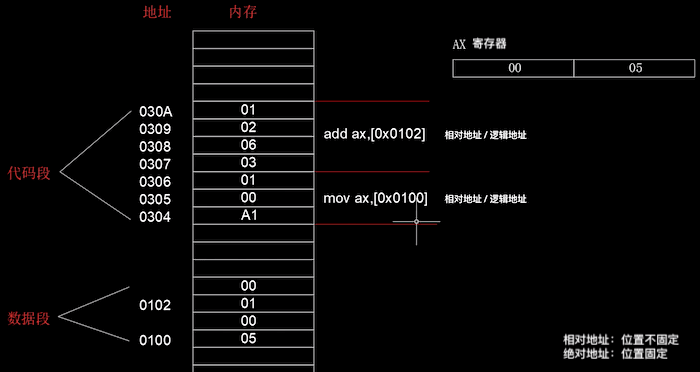 地址 内存
AX 寄存器
00 05
030A 01
0309 02
0308 06
0307 03
0306 01
0305 00
0304 A1
add ax,[0x0102] 相对地址 / 逻辑地址
mov ax,[0x0100] 相对地址 / 逻辑地址
代码段
00
0102 01
00
0100 05
数据段
相对地址：位置不固定
绝对地址：位置固定